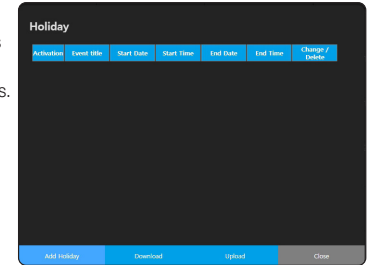 Holiday
s
Activation Event title Start Date Start Time End Date End Time Change / Delete
s.
Add Holiday Download Upload Close